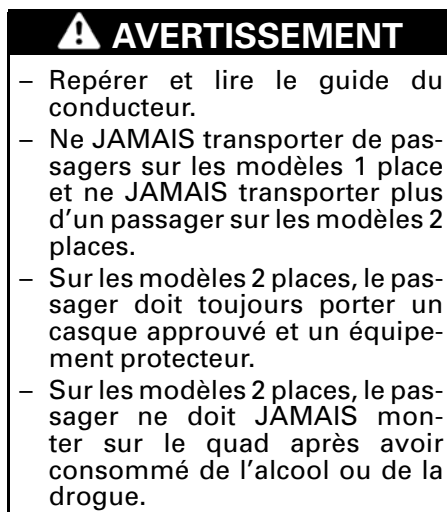 AVERTISSEMENT
– Repérer et lire le guide du
conducteur.
– Ne JAMAIS transporter de pas-
sagers sur les modèles 1 place
et ne JAMAIS transporter plus
d’un passager sur les modèles 2
places.
– Sur les modèles 2 places, le pas-
sager doit toujours porter un
casque approuvé et un équipe-
ment protecteur.
– Sur les modèles 2 places, le pas-
sager ne doit JAMAIS mon-
ter sur le quad après avoir
consommé de l’alcool ou de la
drogue.